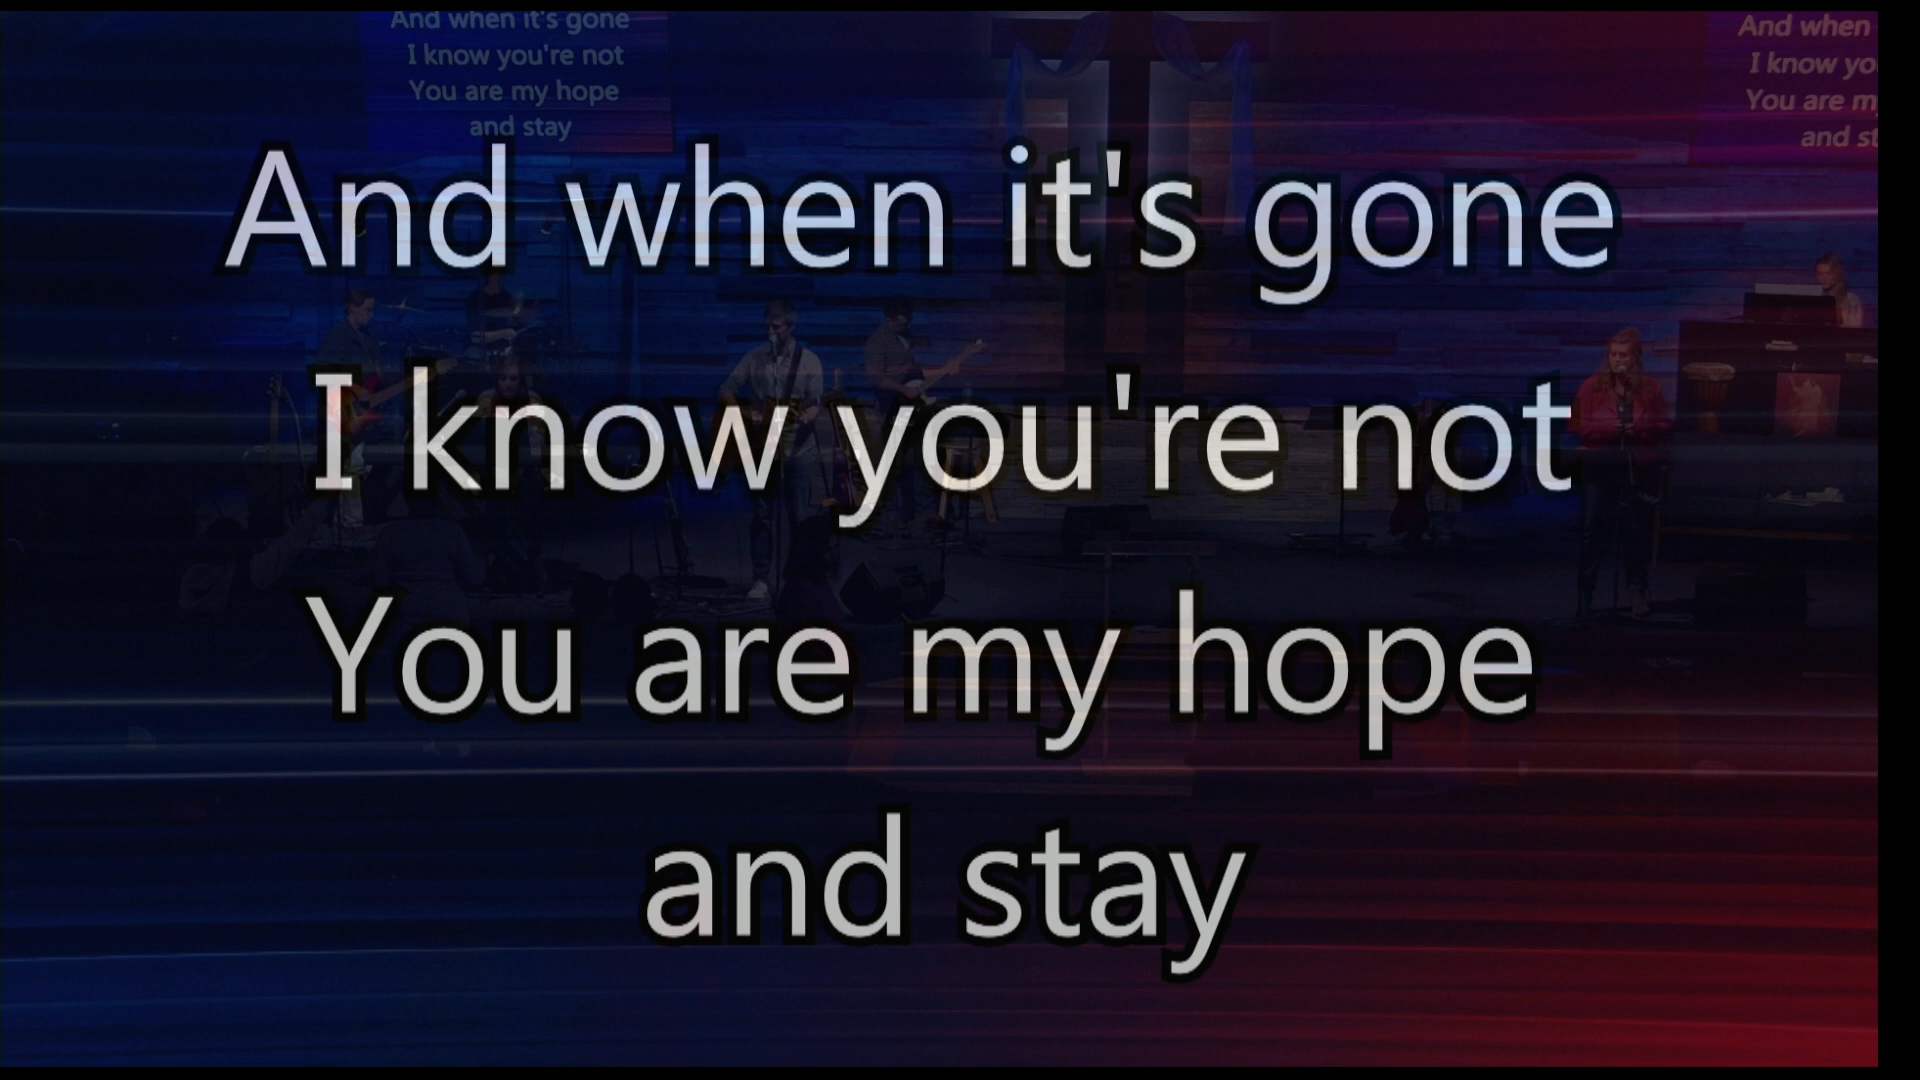 And when it's gone
I know you're not
You are my hope
and stay
And when
I know yo
You are m
and st
And when it's gone
I know you're not
You are my hope
and stay